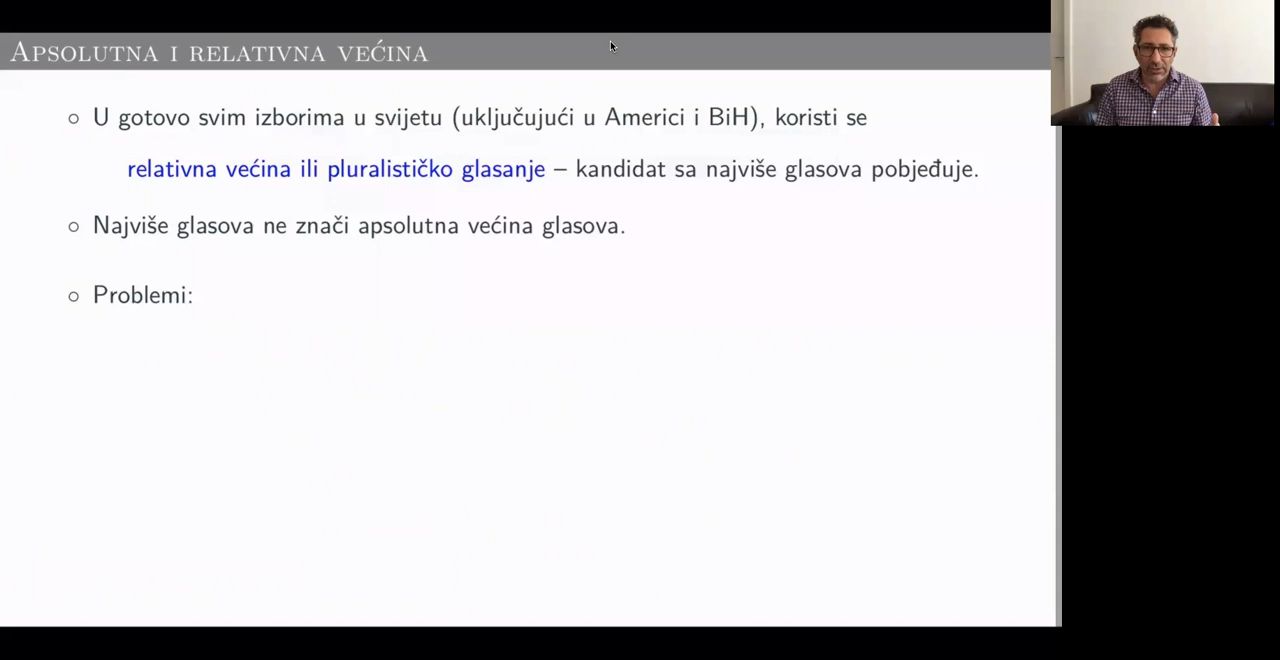 Apsolutna i relativna većina
U gotovo svim izborima u svijetu (uključujući u Americi i BiH), koristi se
relativna većina ili pluralističko glasanje – kandidat sa najviše glasova pobjeđuje.
Najviše glasova ne znači apsolutna većina glasova.
Problemi: